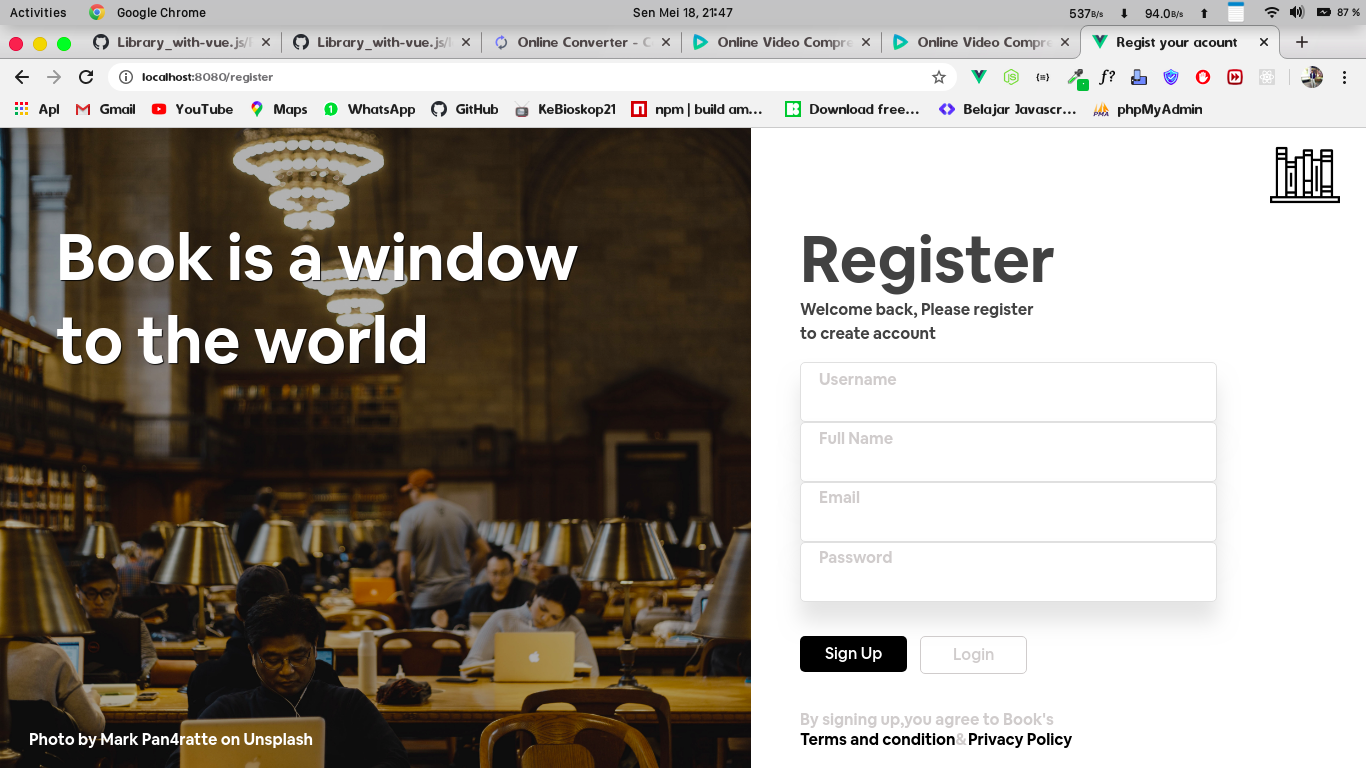 Activities Google Chrome Sen Mei 18, 21:47 537B/s 94.0B/s 87 %
Library_with-vue.js/ Library_with-vue.js/ Online Converter - C Online Video Compre Online Video Compre Regist your acount
localhost:8080/register f?
Apl Gmail YouTube Maps 1 WhatsApp GitHub KeBioskop21 npm | build am... Download free... Belajar Javascr... PMA phpMyAdmin
Book is a window
to the world
Photo by Mark Pan4ratte on Unsplash
Register
Welcome back, Please register
to create account
Username
Full Name
Email
Password
Sign Up Login
By signing up,you agree to Book's
Terms and condition&Privacy Policy